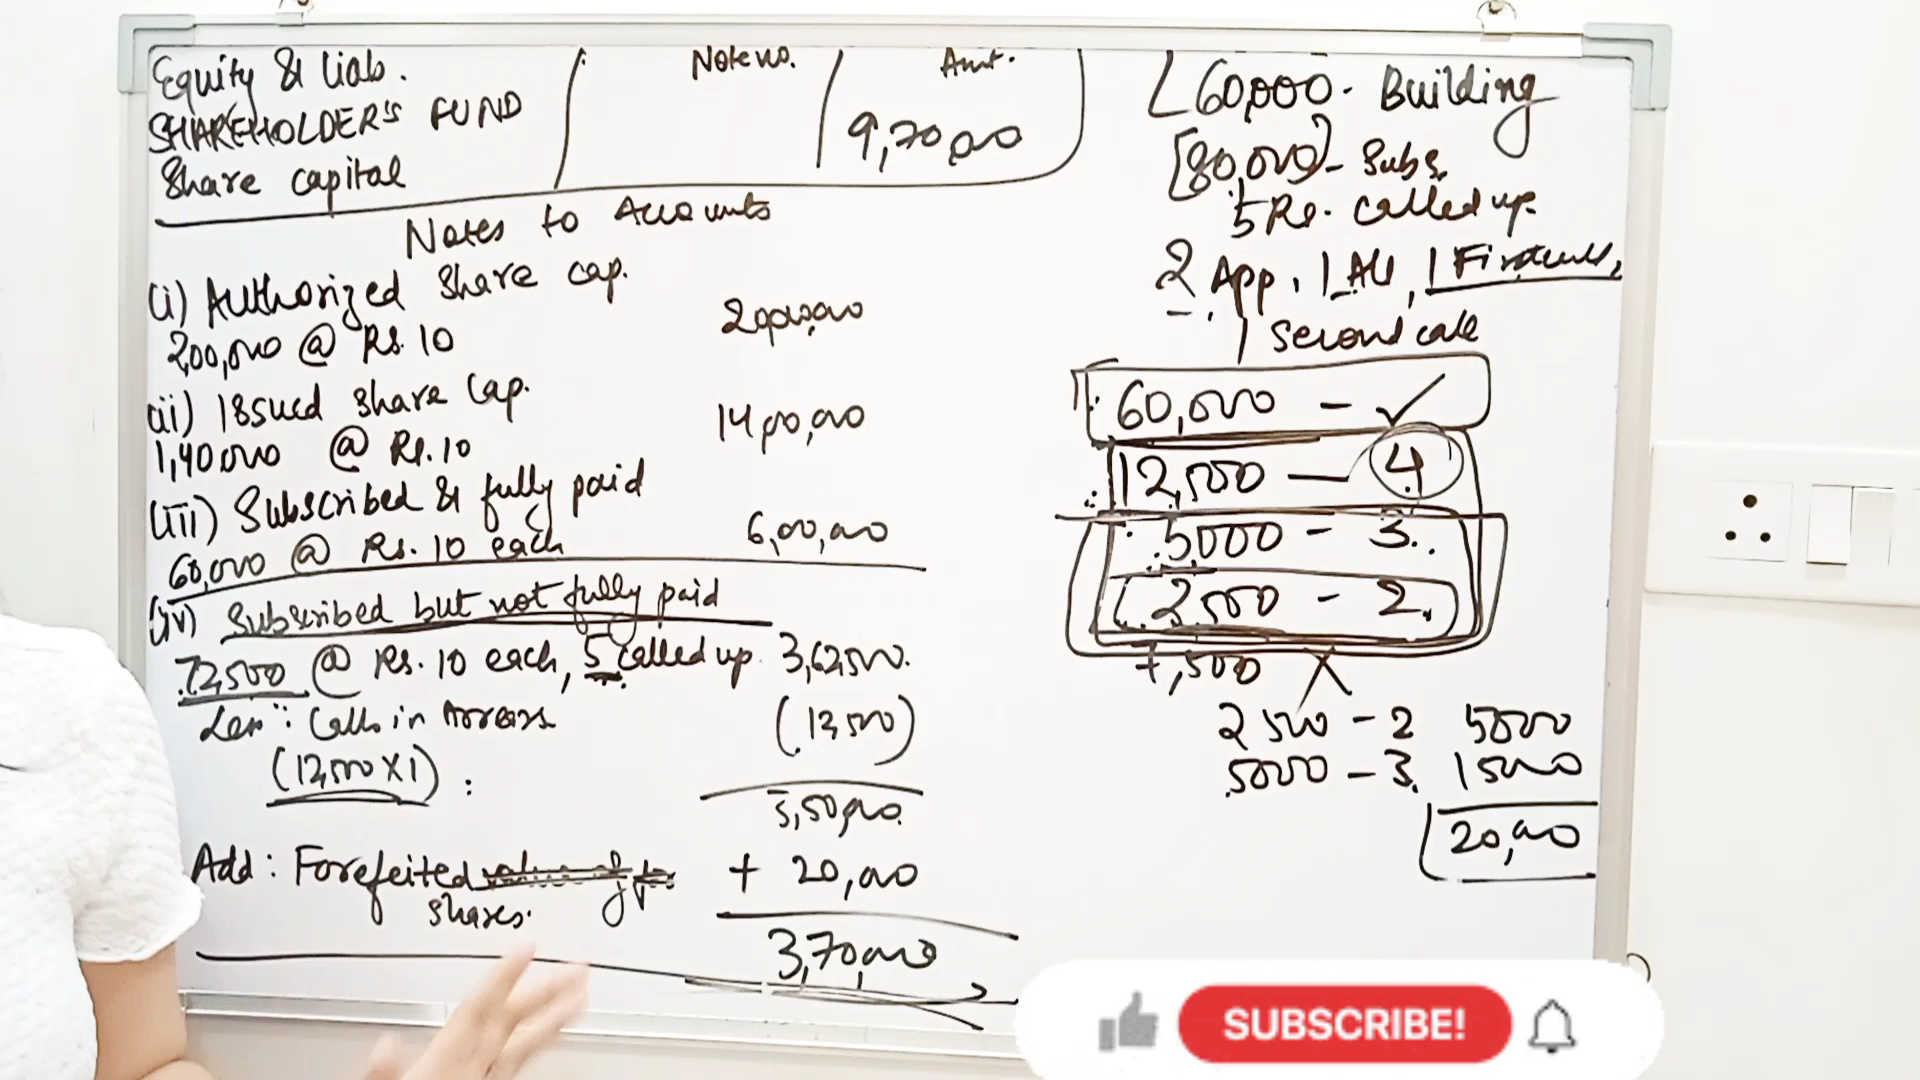 Equity & Liab. Note no. Amt.
SHAREHOLDER'S FUND
Share capital 9,70,000
Notes to Accounts
(i) Authorized Share cap.
2,00,000 @ Rs. 10 20,00,000
(ii) Issued Share Cap.
1,40,000 @ Rs. 10 14,00,000
(iii) Subscribed & fully paid
60,000 @ Rs. 10 each 6,00,000
(iv) Subscribed but not fully paid
72,500 @ Rs. 10 each, 5 called up. 3,62,500.
Less: Calls in Arrears (12,500)
(12,500 X 1) :
3,50,000.
Add: Forefeited + 20,000
shares.
3,70,000
60,000 - Building
[80,000] - Subs.
5 Rs. called up.
2 App, 1 All, 1 First call,
1 Second call
60,000 - ✓
12,500 - 4
5000 - 3.
2,500 - 2.
7,500 X
2500 - 2 5000
5000 - 3. 15000
20,000
SUBSCRIBE!